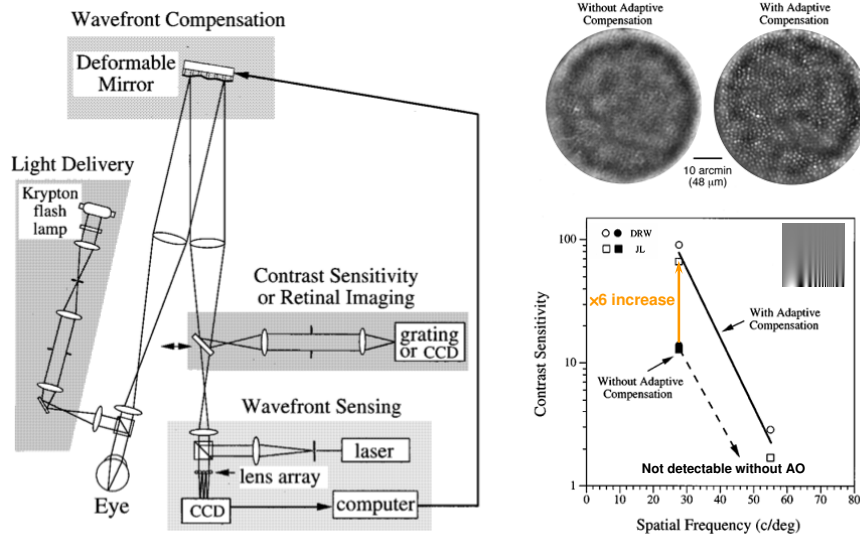 Wavefront Compensation
Deformable
Mirror
Light Delivery
Krypton
flash
lamp
Contrast Sensitivity
or Retinal Imaging
grating
or CCD
Wavefront Sensing
laser
lens array
CCD
computer
Eye
Without Adaptive
Compensation
With Adaptive
Compensation
10 arcmin
(48 μm)
Contrast Sensitivity
100
10
1
DRW
JL
×6 increase
With Adaptive
Compensation
Without Adaptive
Compensation
Not detectable without AO
0 10 20 30 40 50 60 70 80
Spatial Frequency (c/deg)